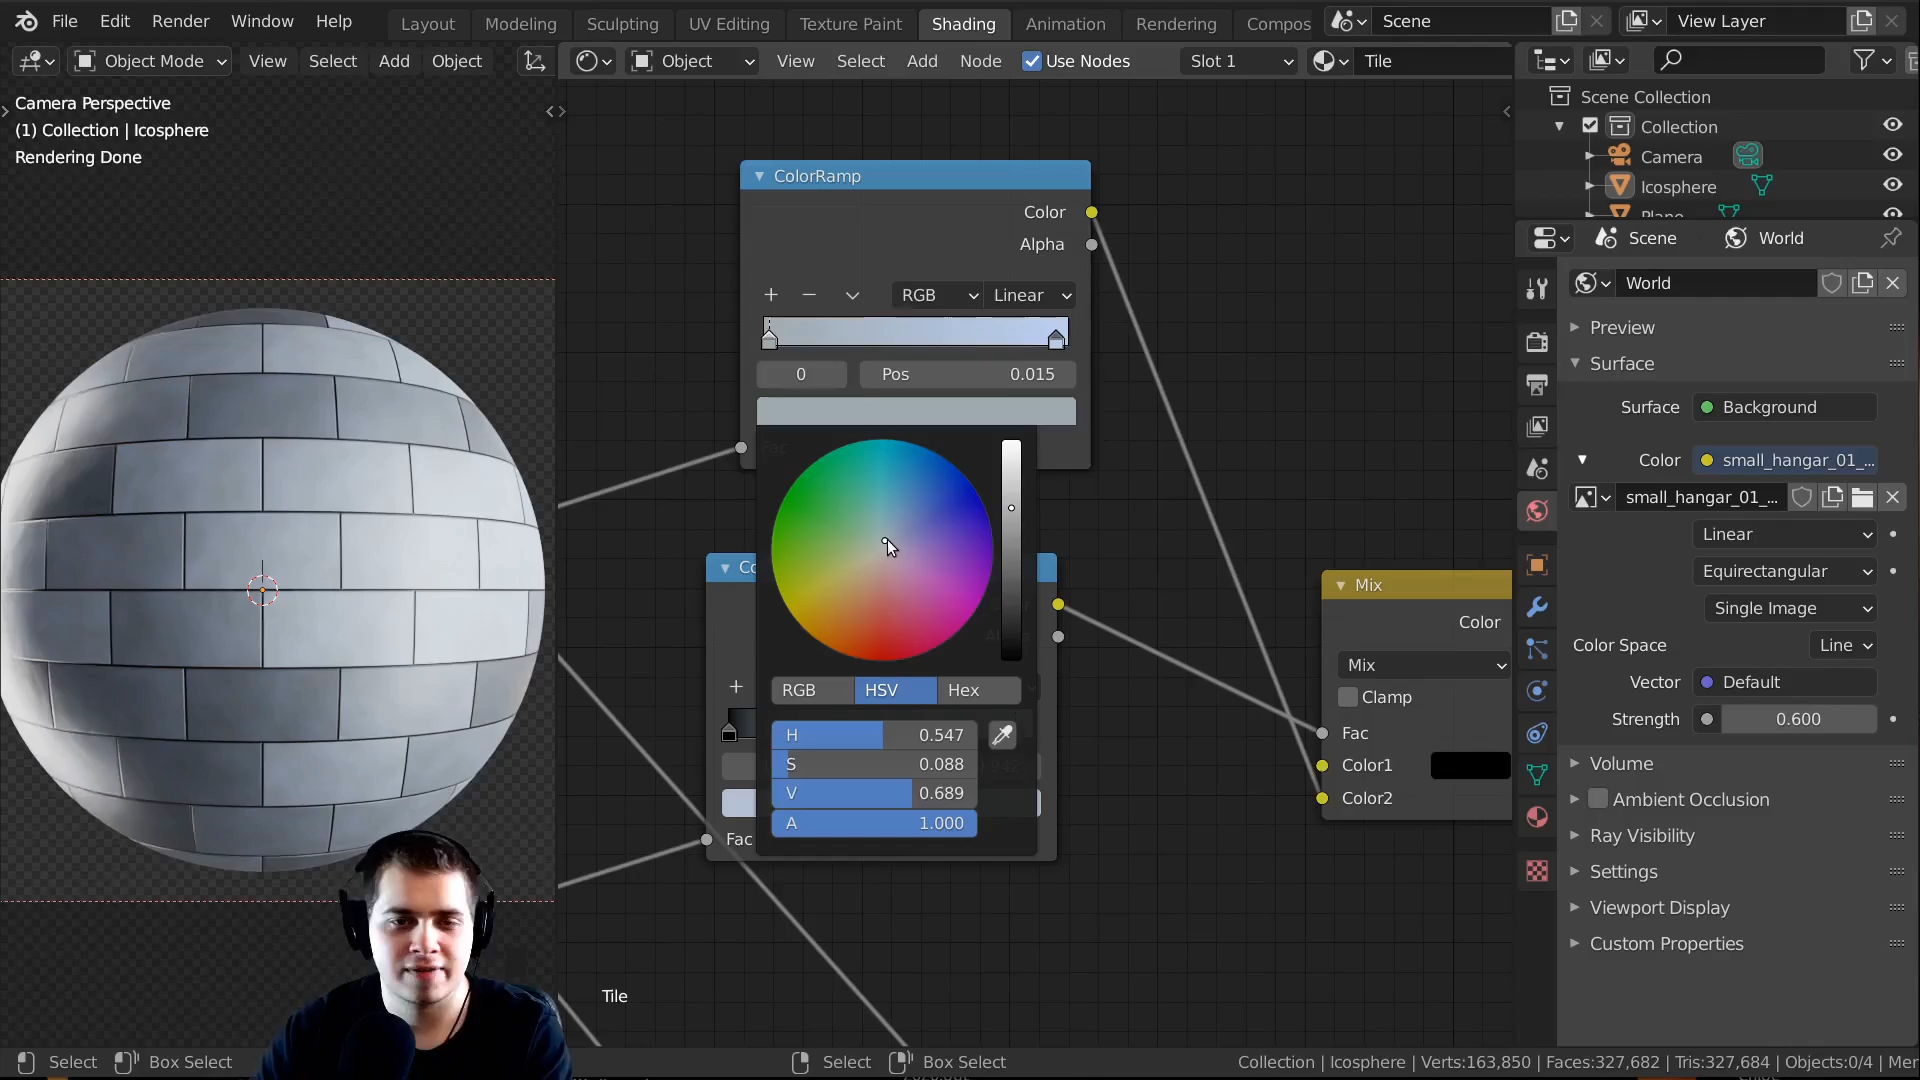 File Edit Render Window Help
Layout Modeling Sculpting UV Editing Texture Paint Shading Animation Rendering Compos
Scene
View Layer
Object Mode View Select Add Object
Object View Select Add Node Use Nodes Slot 1 Tile
Camera Perspective
(1) Collection | Icosphere
Rendering Done
Scene Collection
Collection
Camera
Icosphere
Plane
Scene World
World
Preview
Surface
Surface Background
Color small_hangar_01_...
small_hangar_01_...
Linear
Equirectangular
Single Image
Color Space Line
Vector Default
Strength 0.600
Volume
Ambient Occlusion
Ray Visibility
Settings
Viewport Display
Custom Properties
ColorRamp
Color
Alpha
RGB Linear
0 Pos 0.015
Fac
Co
RGB HSV Hex
H 0.547
S 0.088
V 0.689
A 1.000
Fac
Mix
Color
Mix
Clamp
Fac
Color1
Color2
Tile
Select Box Select Select Box Select Collection | Icosphere | Verts:163,850 | Faces:327,682 | Tris:327,684 | Objects:0/4 | Mer